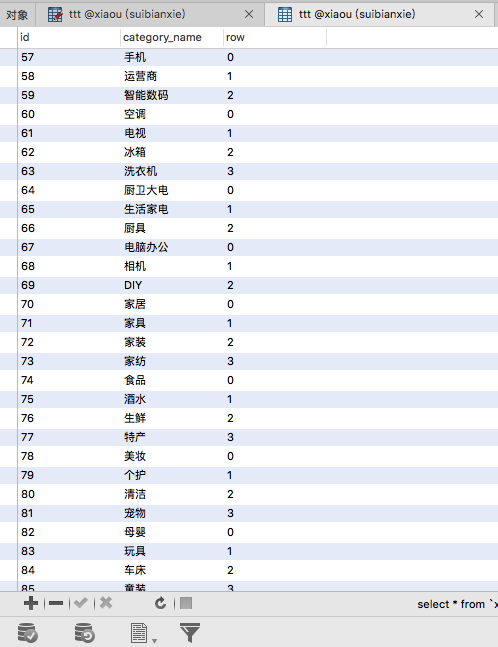 对象 ttt @xiaou (suibianxie) ttt @xiaou (suibianxie)
id category_name row
57 手机 0
58 运营商 1
59 智能数码 2
60 空调 0
61 电视 1
62 冰箱 2
63 洗衣机 3
64 厨卫大电 0
65 生活家电 1
66 厨具 2
67 电脑办公 0
68 相机 1
69 DIY 2
70 家居 0
71 家具 1
72 家装 2
73 家纺 3
74 食品 0
75 酒水 1
76 生鲜 2
77 特产 3
78 美妆 0
79 个护 1
80 清洁 2
81 宠物 3
82 母婴 0
83 玩具 1
84 车床 2
85 童装 3
select * from `x